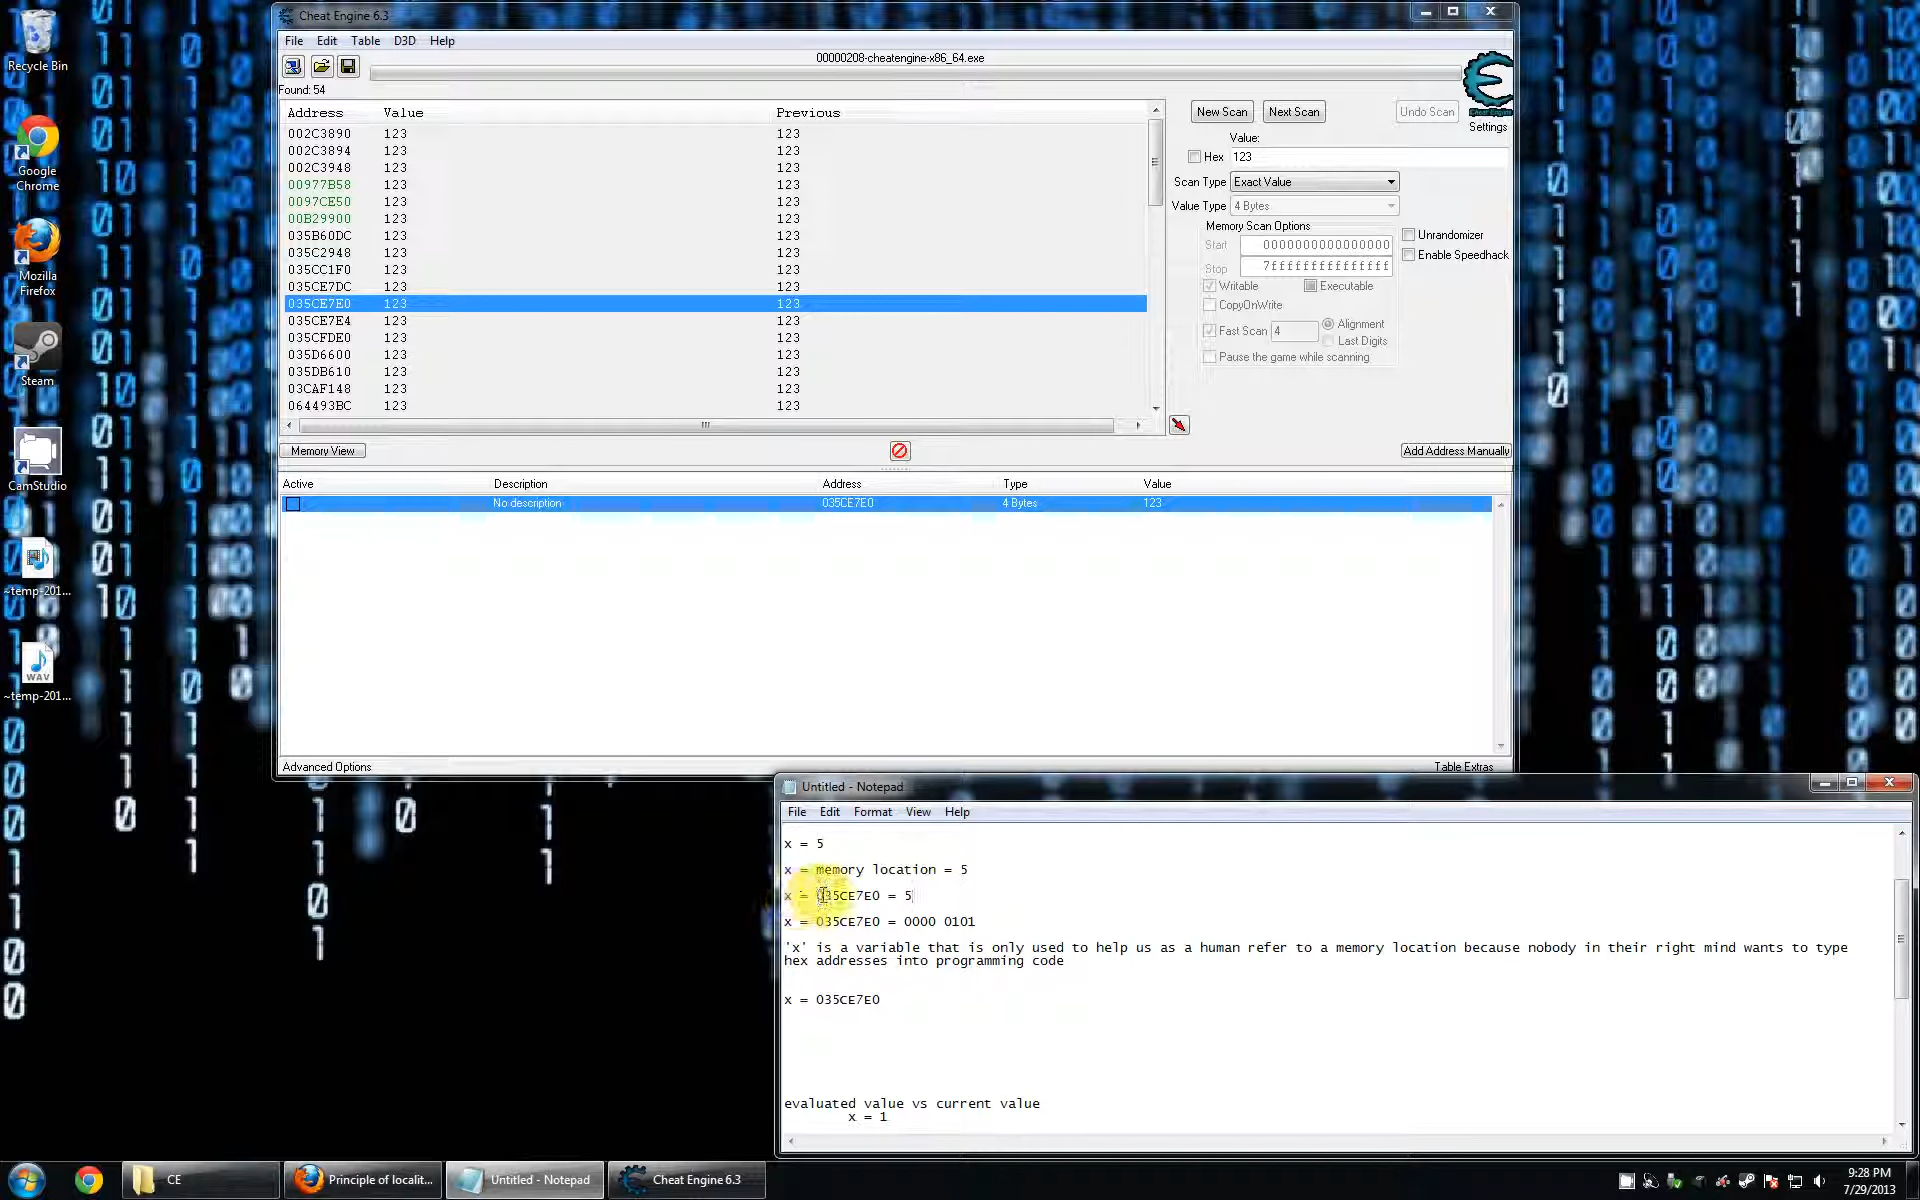 Recycle Bin
Google
Chrome
Mozilla
Firefox
Steam
CamStudio
~temp-201...
WAV
~temp-201...
Cheat Engine 6.3
File Edit Table D3D Help
00000208-cheatengine-x86_64.exe
Found: 54
Address Value Previous
002C3890 123 123
002C3894 123 123
002C3948 123 123
00977B58 123 123
0097CE50 123 123
00B29900 123 123
035B60DC 123 123
035C2948 123 123
035CC1F0 123 123
035CE7DC 123 123
035CE7E0 123 123
035CE7E4 123 123
035CFDE0 123 123
035D6600 123 123
035DB610 123 123
03CAF148 123 123
064493BC 123 123
New Scan Next Scan Undo Scan
Settings
Value:
Hex 123
Scan Type Exact Value
Value Type 4 Bytes
Memory Scan Options
Start 0000000000000000
Stop 7fffffffffffffff
Writable Executable
CopyOnWrite
Fast Scan 4 Alignment
Last Digits
Pause the game while scanning
Unrandomizer
Enable Speedhack
Memory View
Add Address Manually
Active Description Address Type Value
No description 035CE7E0 4 Bytes 123
Advanced Options Table Extras
Untitled - Notepad
File Edit Format View Help
x = 5
x = memory location = 5
x = 035CE7E0 = 5
x = 035CE7E0 = 0000 0101
'x' is a variable that is only used to help us as a human refer to a memory location because nobody in their right mind wants to type
hex addresses into programming code
x = 035CE7E0
evaluated value vs current value
x = 1
CE
Principle of localit...
Untitled - Notepad
Cheat Engine 6.3
9:28 PM
7/29/2013